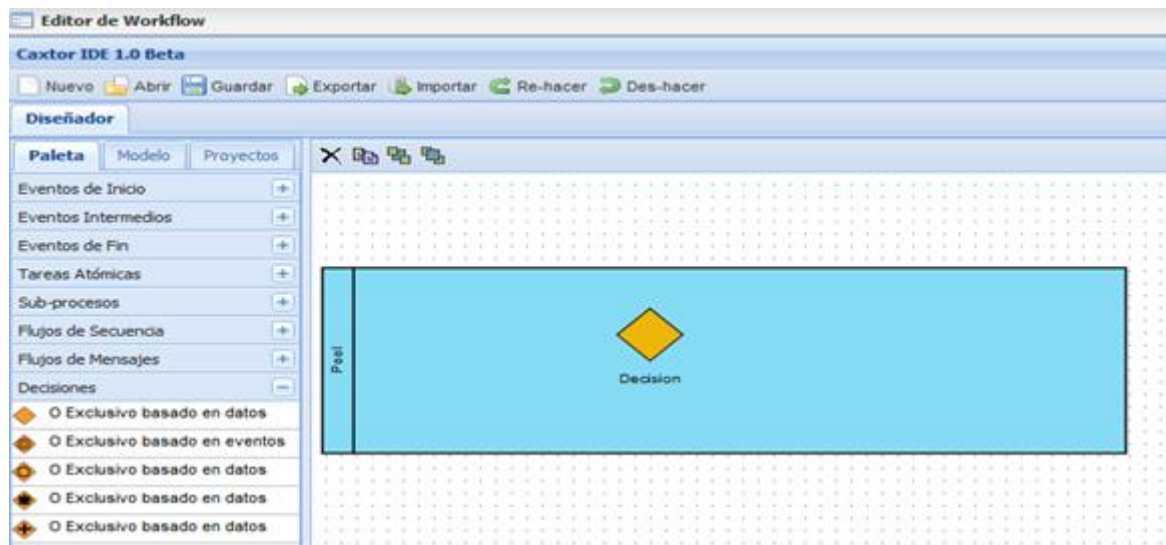 Editor de Workflow
Caxtor IDE 1.0 Beta
Nuevo Abrir Guardar Exportar Importar Re-hacer Des-hacer
Diseñador
Paleta Modelo Proyectos
Eventos de Inicio
Eventos Intermedios
Eventos de Fin
Tareas Atómicas
Sub-procesos
Flujos de Secuencia
Flujos de Mensajes
Decisiones
O Exclusivo basado en datos
O Exclusivo basado en eventos
O Exclusivo basado en datos
O Exclusivo basado en datos
O Exclusivo basado en datos
Pool
Decision